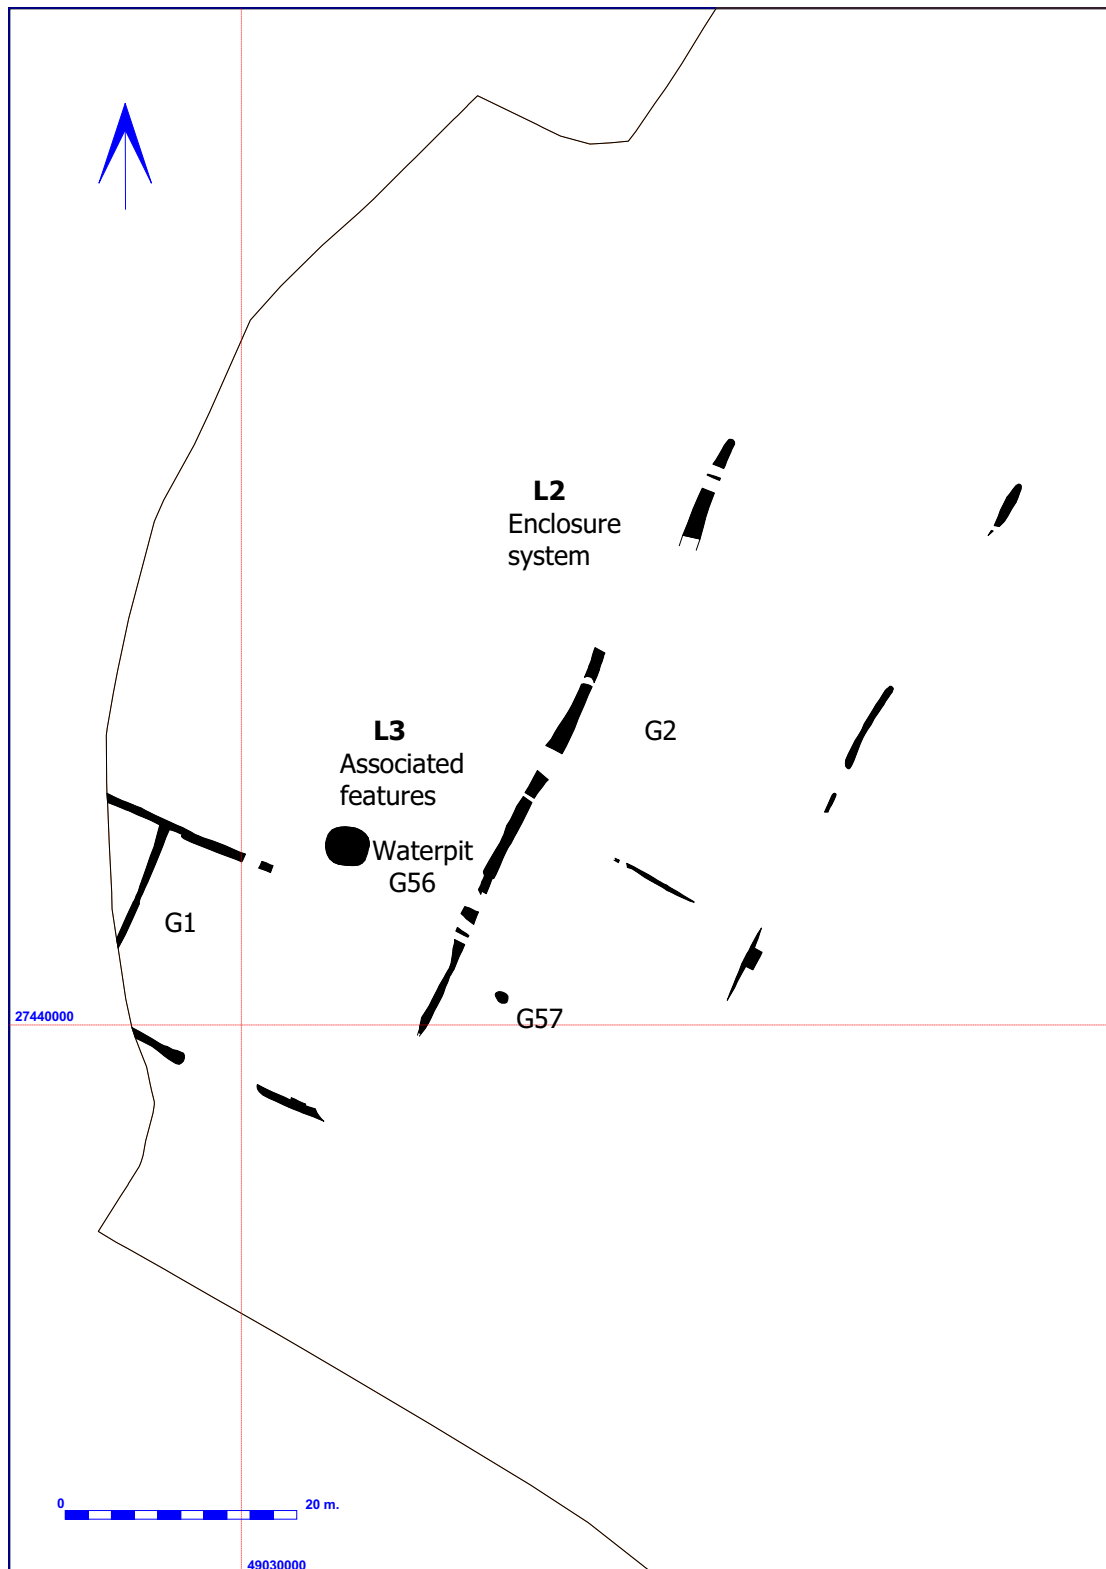 L2
Enclosure
system
L3
Associated
features
G2
Waterpit
G56
G1
G57
27440000
0
20 m.
49030000